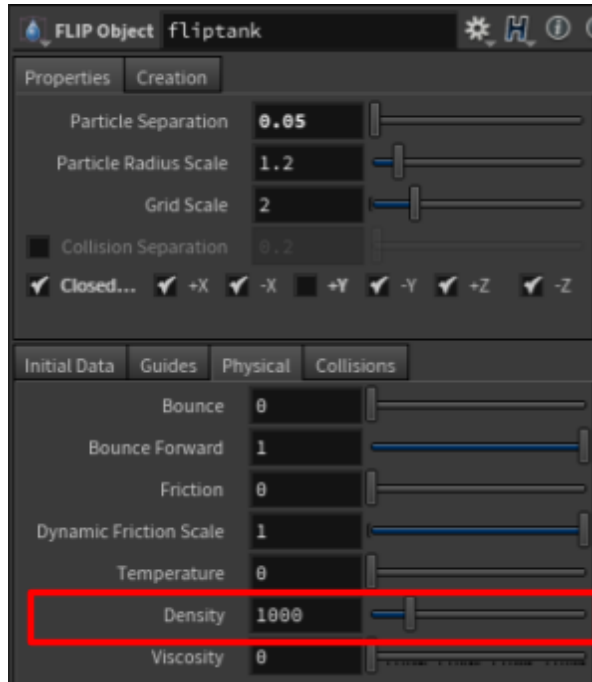 FLIP Object fliptank
Properties Creation
Particle Separation 0.05
Particle Radius Scale 1.2
Grid Scale 2
Collision Separation 0.2
Closed... +X -X +Y -Y +Z -Z
Initial Data Guides Physical Collisions
Bounce 0
Bounce Forward 1
Friction 0
Dynamic Friction Scale 1
Temperature 0
Density 1000
Viscosity 0